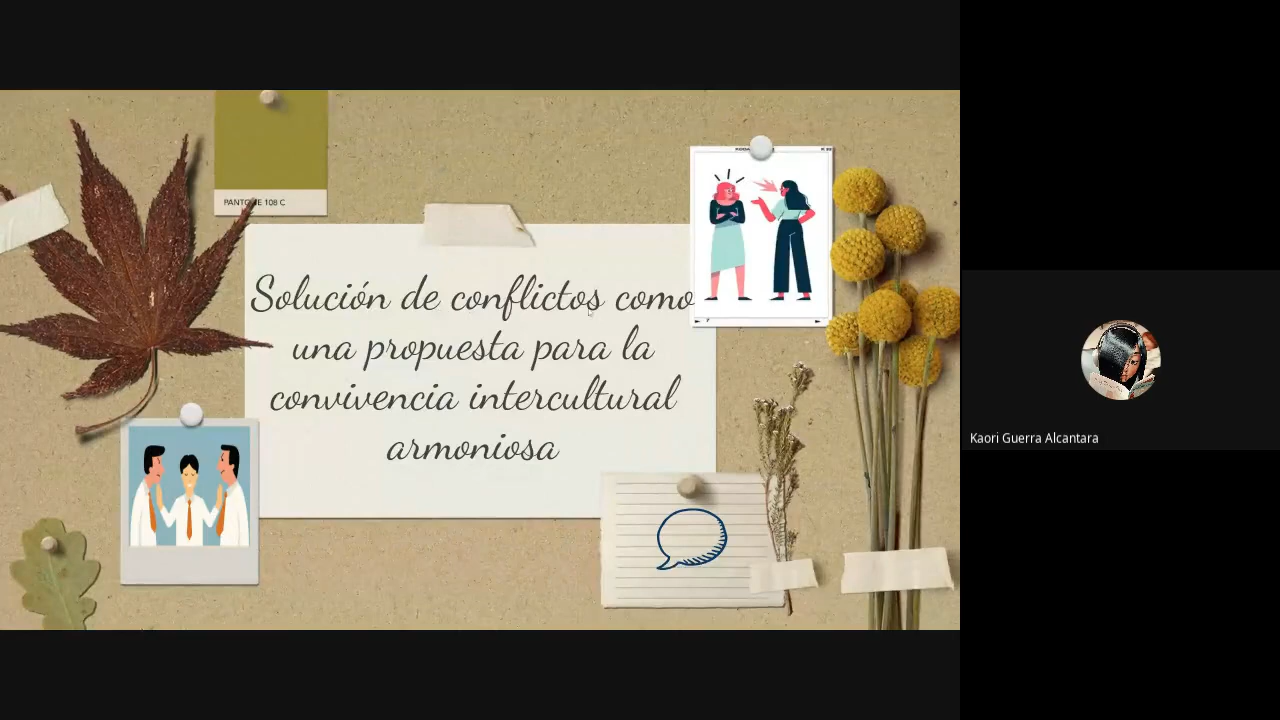 PANTONE 108 C
Solución de conflictos como
una propuesta para la
convivencia intercultural
armoniosa
Kaori Guerra Alcantara